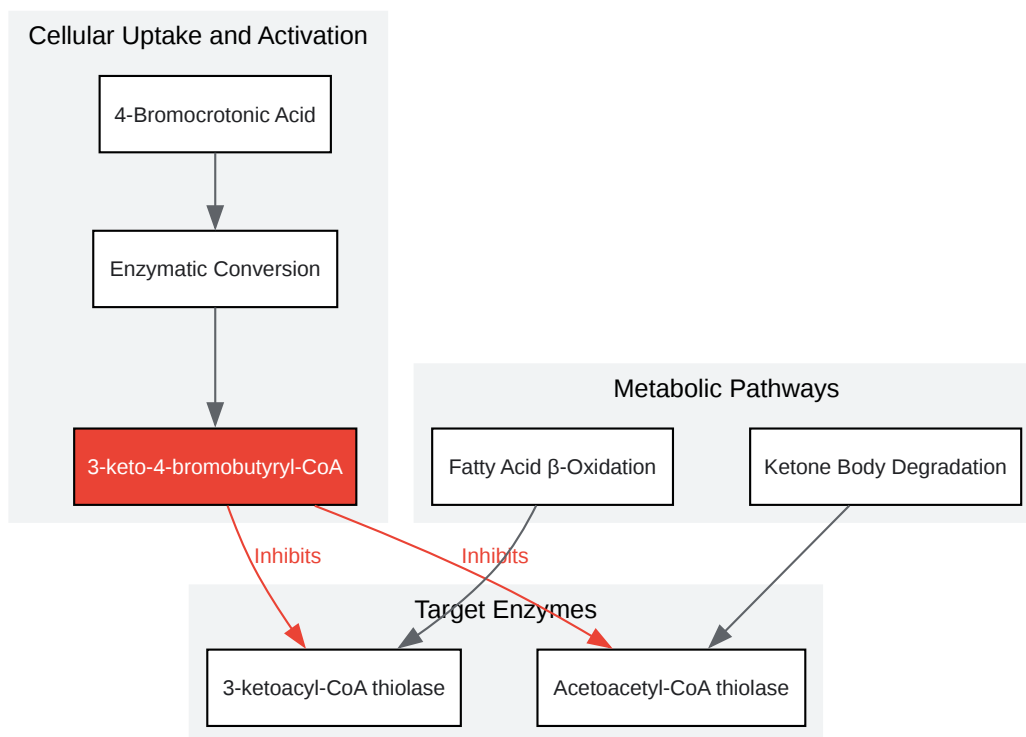 Cellular Uptake and Activation
4-Bromocrotonic Acid
Enzymatic Conversion
3-keto-4-bromobutyryl-CoA
Metabolic Pathways
Fatty Acid β-Oxidation
Ketone Body Degradation
Inhibits
Inhibits
Target Enzymes
3-ketoacyl-CoA thiolase
Acetoacetyl-CoA thiolase